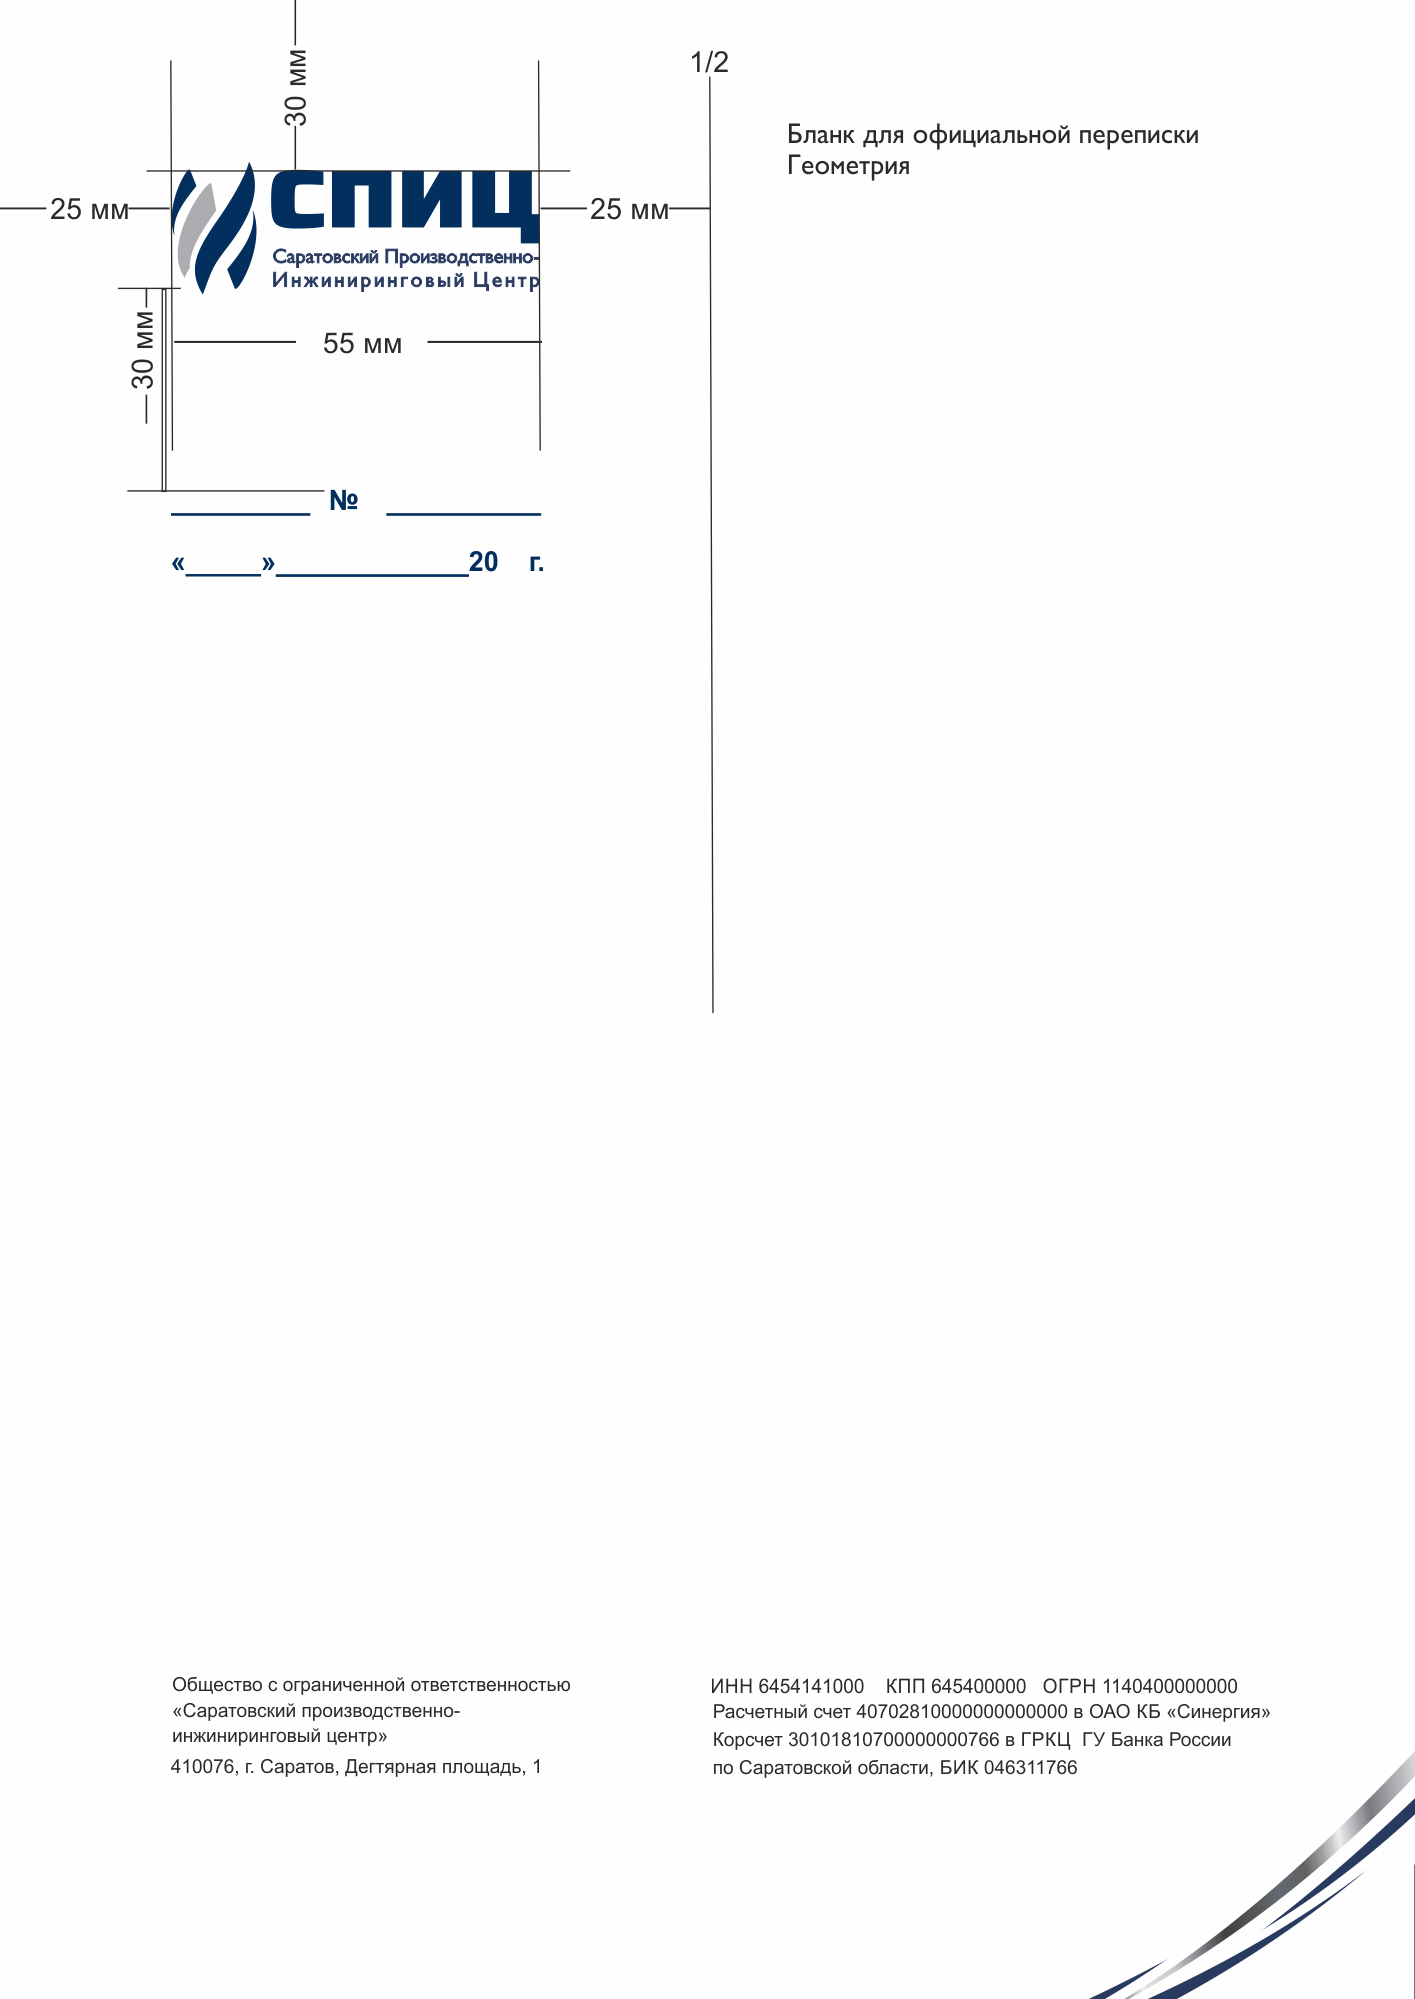 30 мм
1/2
Бланк для официальной переписки
Геометрия
СПИЦ
25 мм
25 мм
Саратовский Производственно-
Инжиниринговый Центр
30 мм
55 мм
__________ № ___________
«_____»_____________20 г.
Общество с ограниченной ответственностью
«Саратовский производственно-
инжиниринговый центр»
410076, г. Саратов, Дегтярная площадь, 1
ИНН 6454141000 КПП 645400000 ОГРН 1140400000000
Расчетный счет 40702810000000000000 в ОАО КБ «Синергия»
Корсчет 30101810700000000766 в ГРКЦ ГУ Банка России
по Саратовской области, БИК 046311766